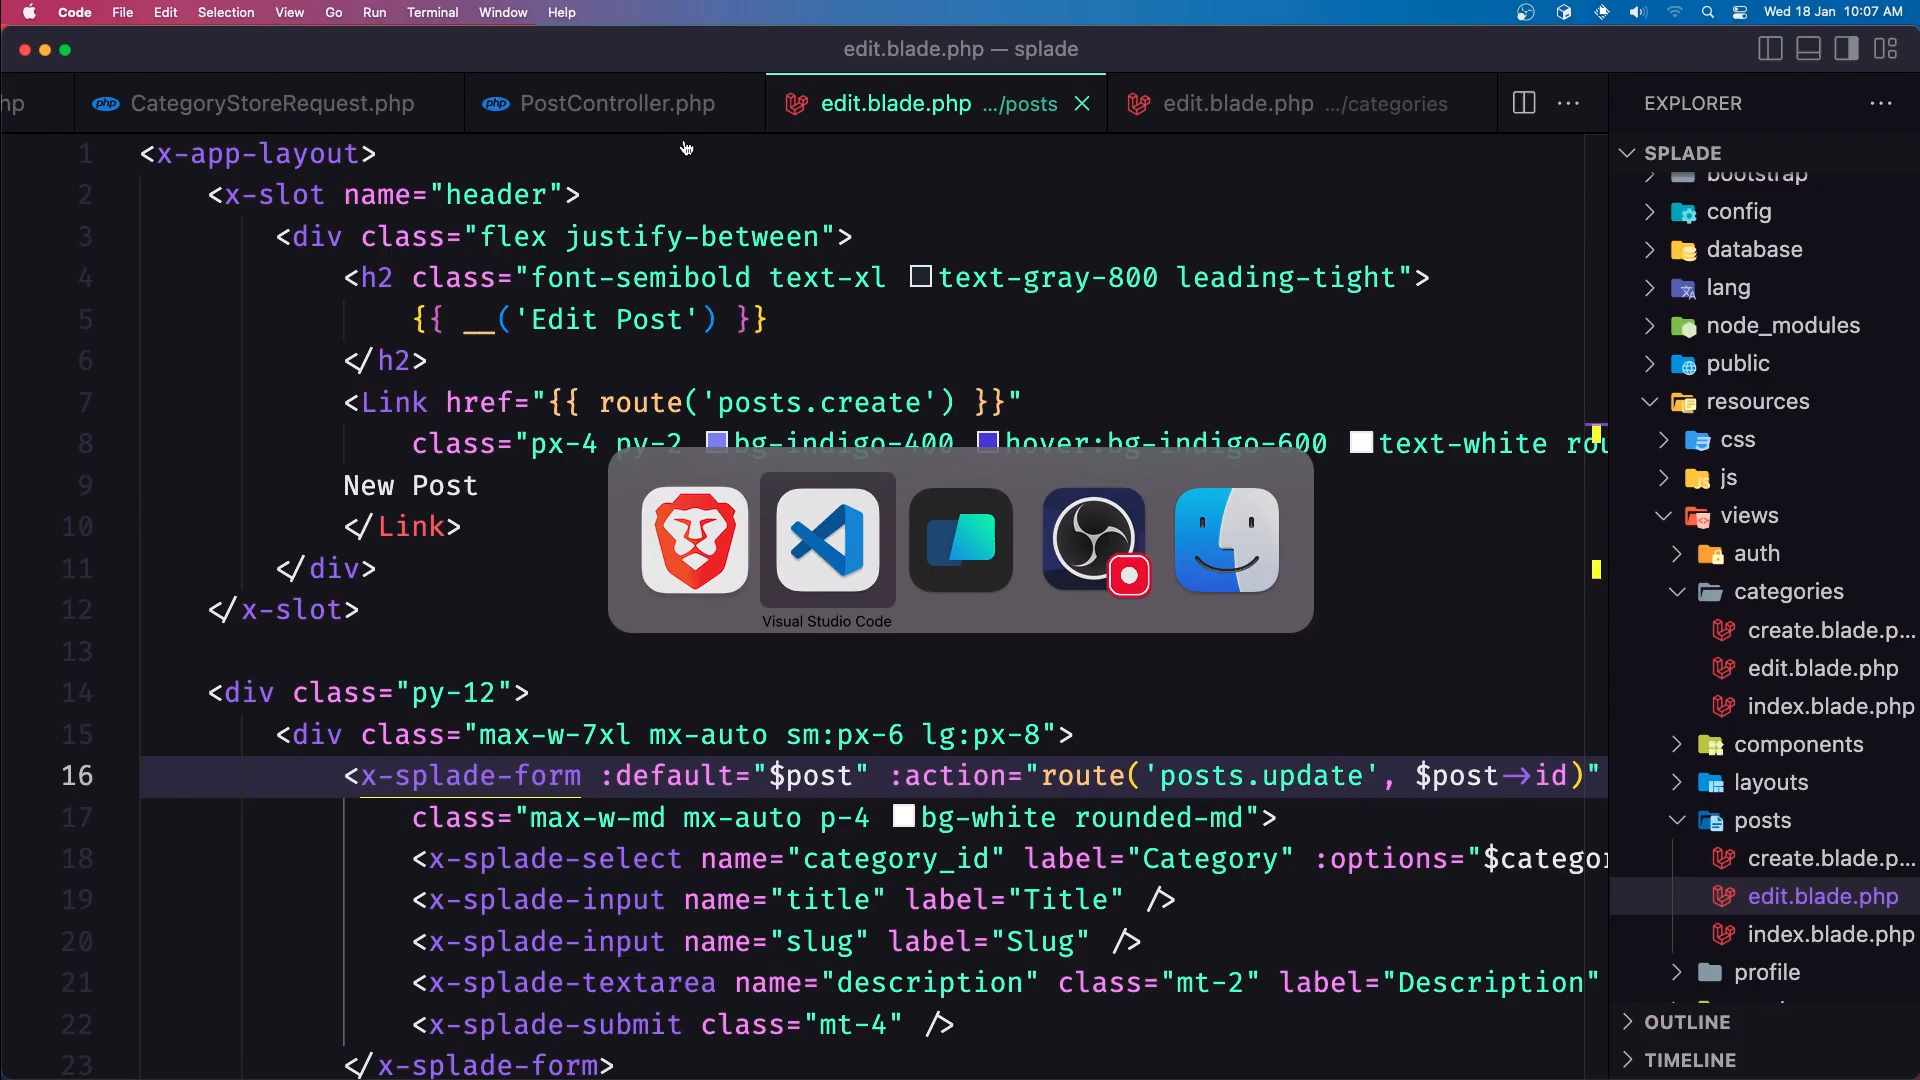 Code File Edit Selection View Go Run Terminal Window Help Wed 18 Jan 10:07 AM
edit.blade.php — splade
hp CategoryStoreRequest.php PostController.php edit.blade.php .../posts edit.blade.php .../categories EXPLORER
1 <x-app-layout>
2 <x-slot name="header">
3 <div class="flex justify-between">
4 <h2 class="font-semibold text-xl text-gray-800 leading-tight">
5 {{ __('Edit Post') }}
6 </h2>
7 <Link href="{{ route('posts.create') }}"
8 class="px-4 py-2 bg-indigo-400 hover:bg-indigo-600 text-white rou
9 New Post
10 </Link>
11 </div>
12 </x-slot>
13
14 <div class="py-12">
15 <div class="max-w-7xl mx-auto sm:px-6 lg:px-8">
16 <x-splade-form :default="$post" :action="route('posts.update', $post->id)"
17 class="max-w-md mx-auto p-4 bg-white rounded-md">
18 <x-splade-select name="category_id" label="Category" :options="$categor
19 <x-splade-input name="title" label="Title" />
20 <x-splade-input name="slug" label="Slug" />
21 <x-splade-textarea name="description" class="mt-2" label="Description"
22 <x-splade-submit class="mt-4" />
23 </x-splade-form>
Visual Studio Code
SPLADE
bootstrap
config
database
lang
node_modules
public
resources
css
js
views
auth
categories
create.blade.p...
edit.blade.php
index.blade.php
components
layouts
posts
create.blade.p...
edit.blade.php
index.blade.php
profile
OUTLINE
TIMELINE